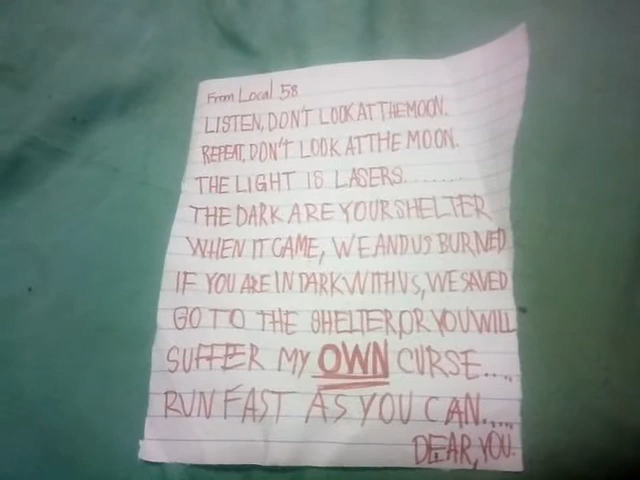 From Local 58
LISTEN, DON'T LOOK AT THE MOON.
REPEAT, DON'T LOOK AT THE MOON.
THE LIGHT IS LASERS.........
THE DARK ARE YOUR SHELTER
WHEN IT CAME, WE AND US BURNED
IF YOU ARE IN DARK WITH US, WE SAVED
GO TO THE SHELTER, OR YOU WILL
SUFFER MY OWN CURSE....
RUN FAST AS YOU CAN....
DEAR, YOU.